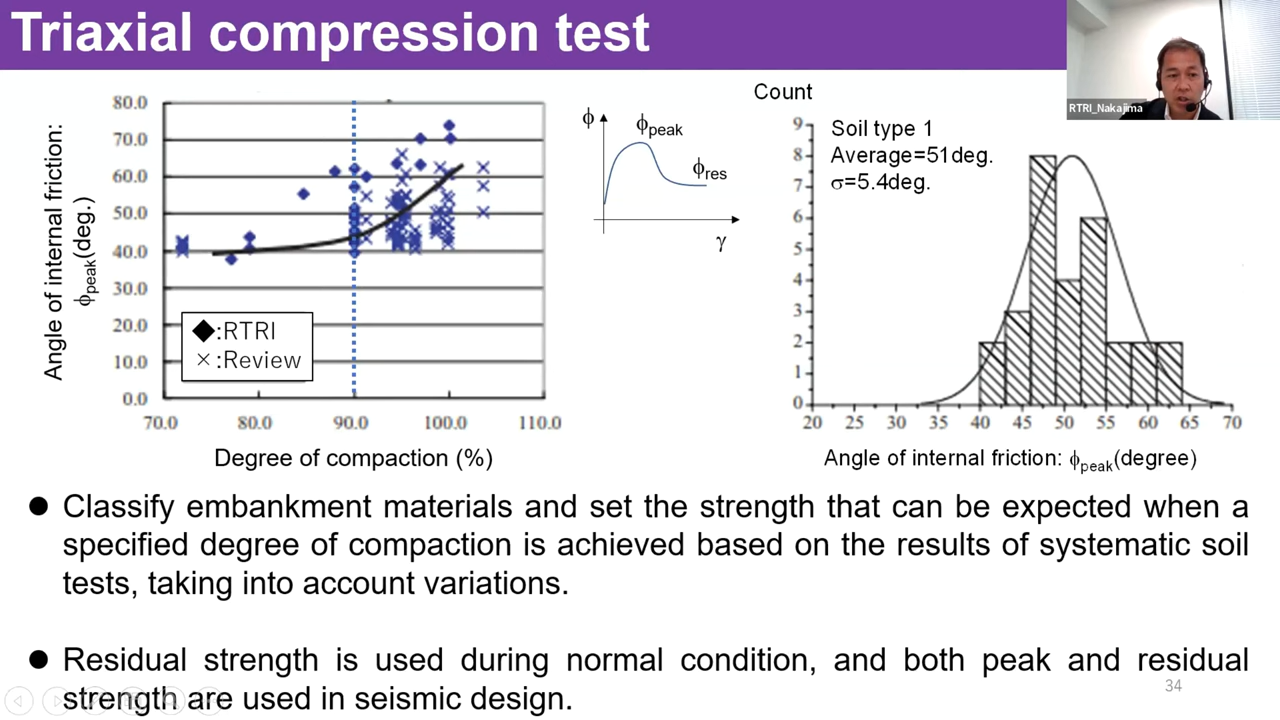 Triaxial compression test
RTRI_Nakajima
Angle of internal friction:
ϕpeak(deg.)
80.0
70.0
60.0
50.0
40.0
30.0
20.0
10.0
0.0
◆:RTRI
×:Review
70.0 80.0 90.0 100.0 110.0
Degree of compaction (%)
ϕ
ϕpeak
ϕres
γ
Count
Soil type 1
Average=51deg.
σ=5.4deg.
9
8
7
6
5
4
3
2
1
0
20 25 30 35 40 45 50 55 60 65 70
Angle of internal friction: ϕpeak(degree)
● Classify embankment materials and set the strength that can be expected when a
specified degree of compaction is achieved based on the results of systematic soil
tests, taking into account variations.
● Residual strength is used during normal condition, and both peak and residual
strength are used in seismic design.
34